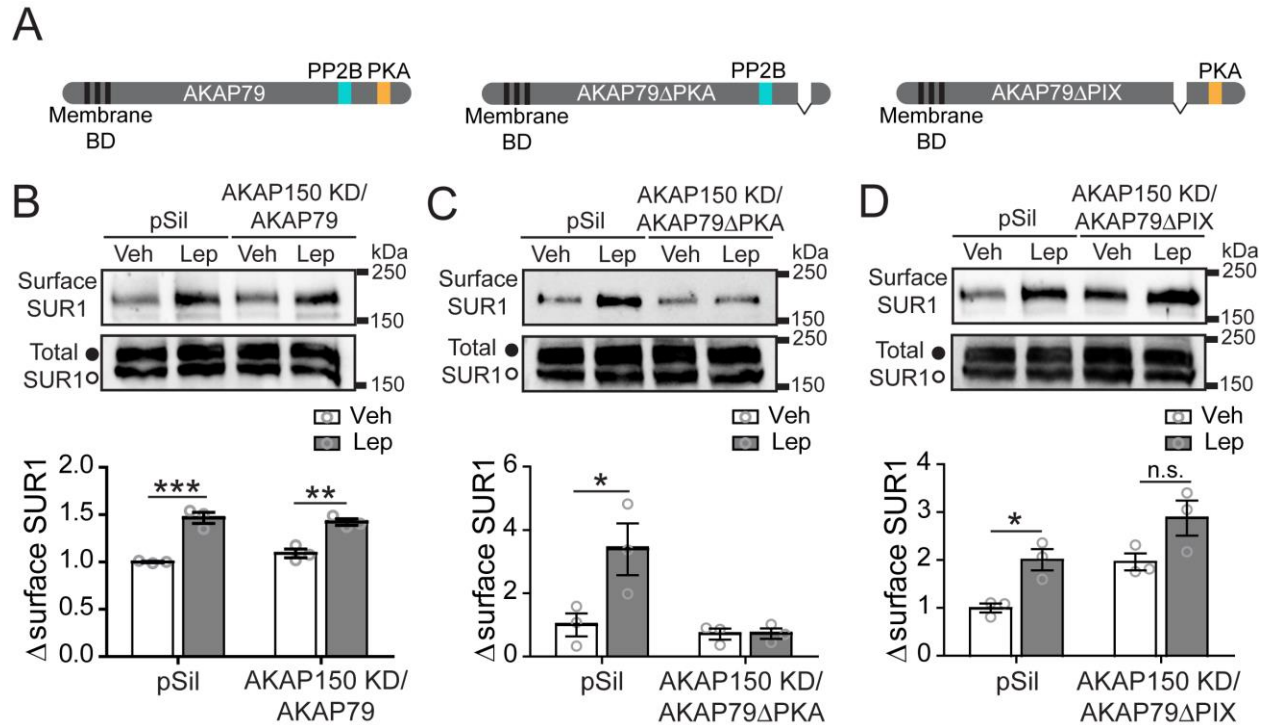 A
AKAP79 PP2B PKA
Membrane
BD
AKAP79ΔPKA PP2B
Membrane
BD
AKAP79ΔPIX PKA
Membrane
BD
B
pSil
AKAP150 KD/
AKAP79
Veh Lep Veh Lep kDa
Surface
SUR1
250
150
Total
SUR1
250
150
Veh
Lep
Δ surface SUR1
2.0
1.5
1.0
0.5
0.0
*** **
pSil
AKAP150 KD/
AKAP79
C
pSil
AKAP150 KD/
AKAP79ΔPKA
Veh Lep Veh Lep kDa
Surface
SUR1
250
150
Total
SUR1
250
150
Veh
Lep
Δ surface SUR1
6
4
2
0
*
pSil
AKAP150 KD/
AKAP79ΔPKA
D
pSil
AKAP150 KD/
AKAP79ΔPIX
Veh Lep Veh Lep kDa
Surface
SUR1
250
150
Total
SUR1
250
150
Veh
Lep
Δ surface SUR1
4
3
2
1
0
* n.s.
pSil
AKAP150 KD/
AKAP79ΔPIX